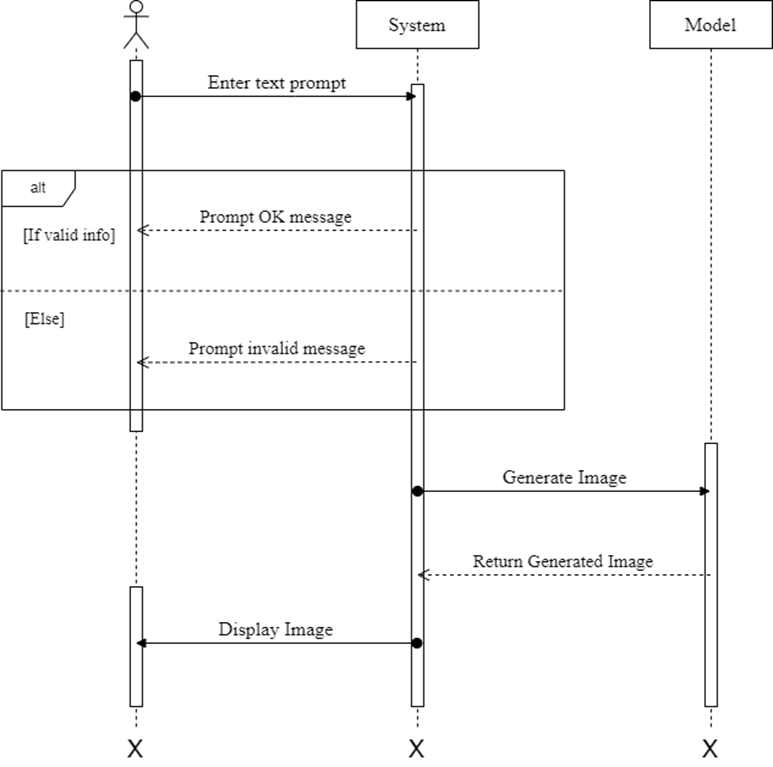 System
Model
Enter text prompt
alt
Prompt OK message
[If valid info]
[Else]
Prompt invalid message
Generate Image
Return Generated Image
Display Image
X
X
X